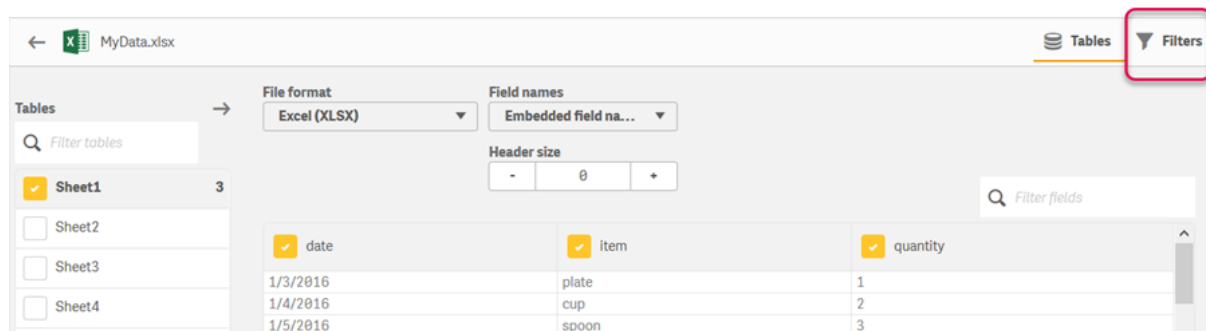 MyData.xlsx
Tables
Filters
Tables
Filter tables
Sheet1 3
Sheet2
Sheet3
Sheet4
File format
Excel (XLSX)
Field names
Embedded field na...
Header size
- 0 +
Filter fields
date item quantity
1/3/2016 plate 1
1/4/2016 cup 2
1/5/2016 spoon 3